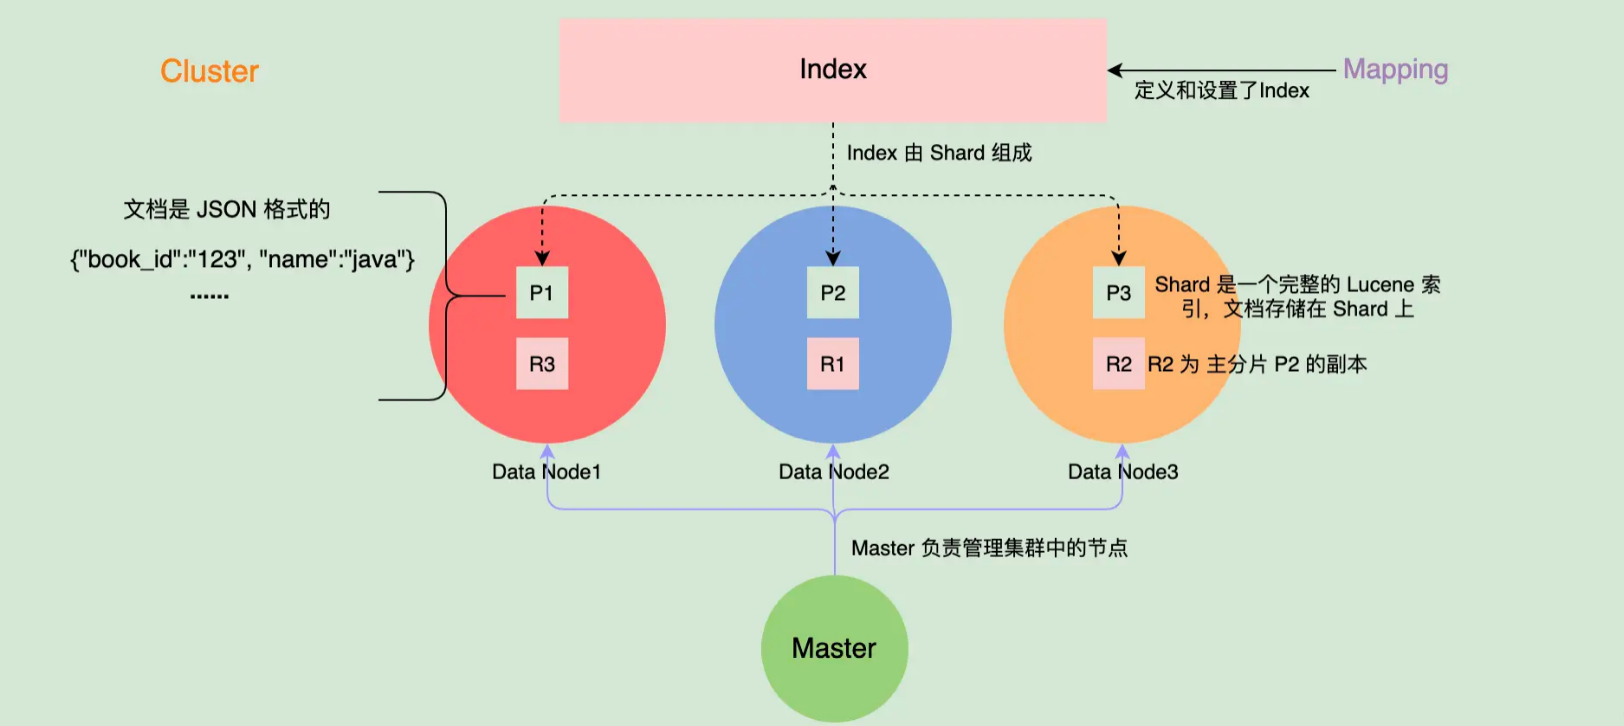 Cluster
Index
Mapping
定义和设置了Index
Index 由 Shard 组成
文档是 JSON 格式的
{"book_id":"123", "name":"java"}
......
P1
P2
P3
Shard 是一个完整的 Lucene 索
引，文档存储在 Shard 上
R3
R1
R2
R2 为 主分片 P2 的副本
Data Node1
Data Node2
Data Node3
Master 负责管理集群中的节点
Master